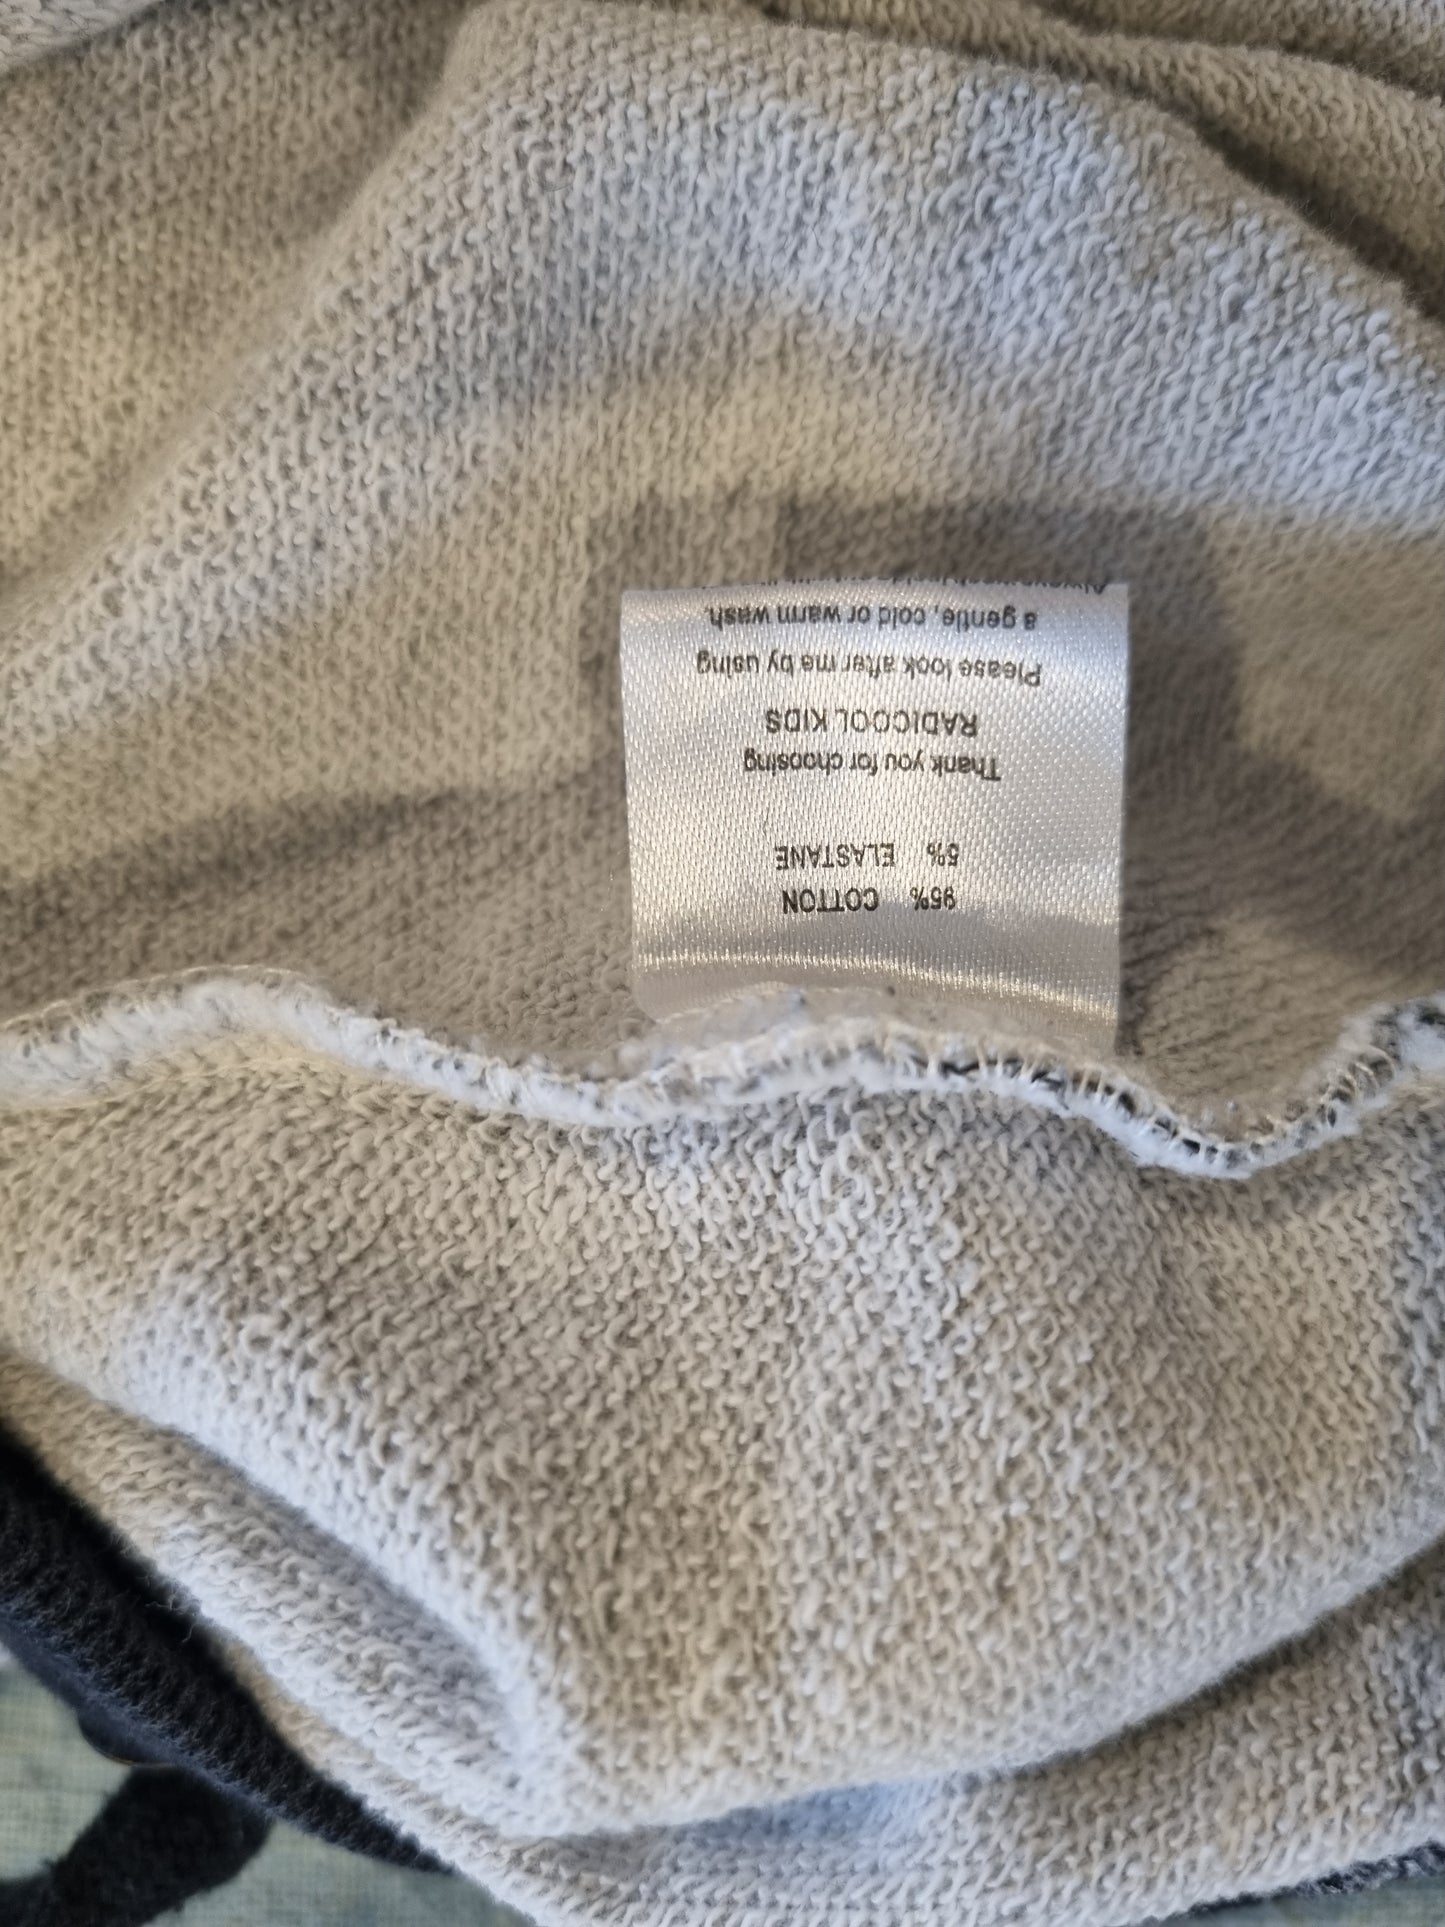 95% COTTON
5% ELASTANE
Thank you for choosing
RADICOOL KIDS
Please look after me by using
a gentle, cold or warm wash.
Always